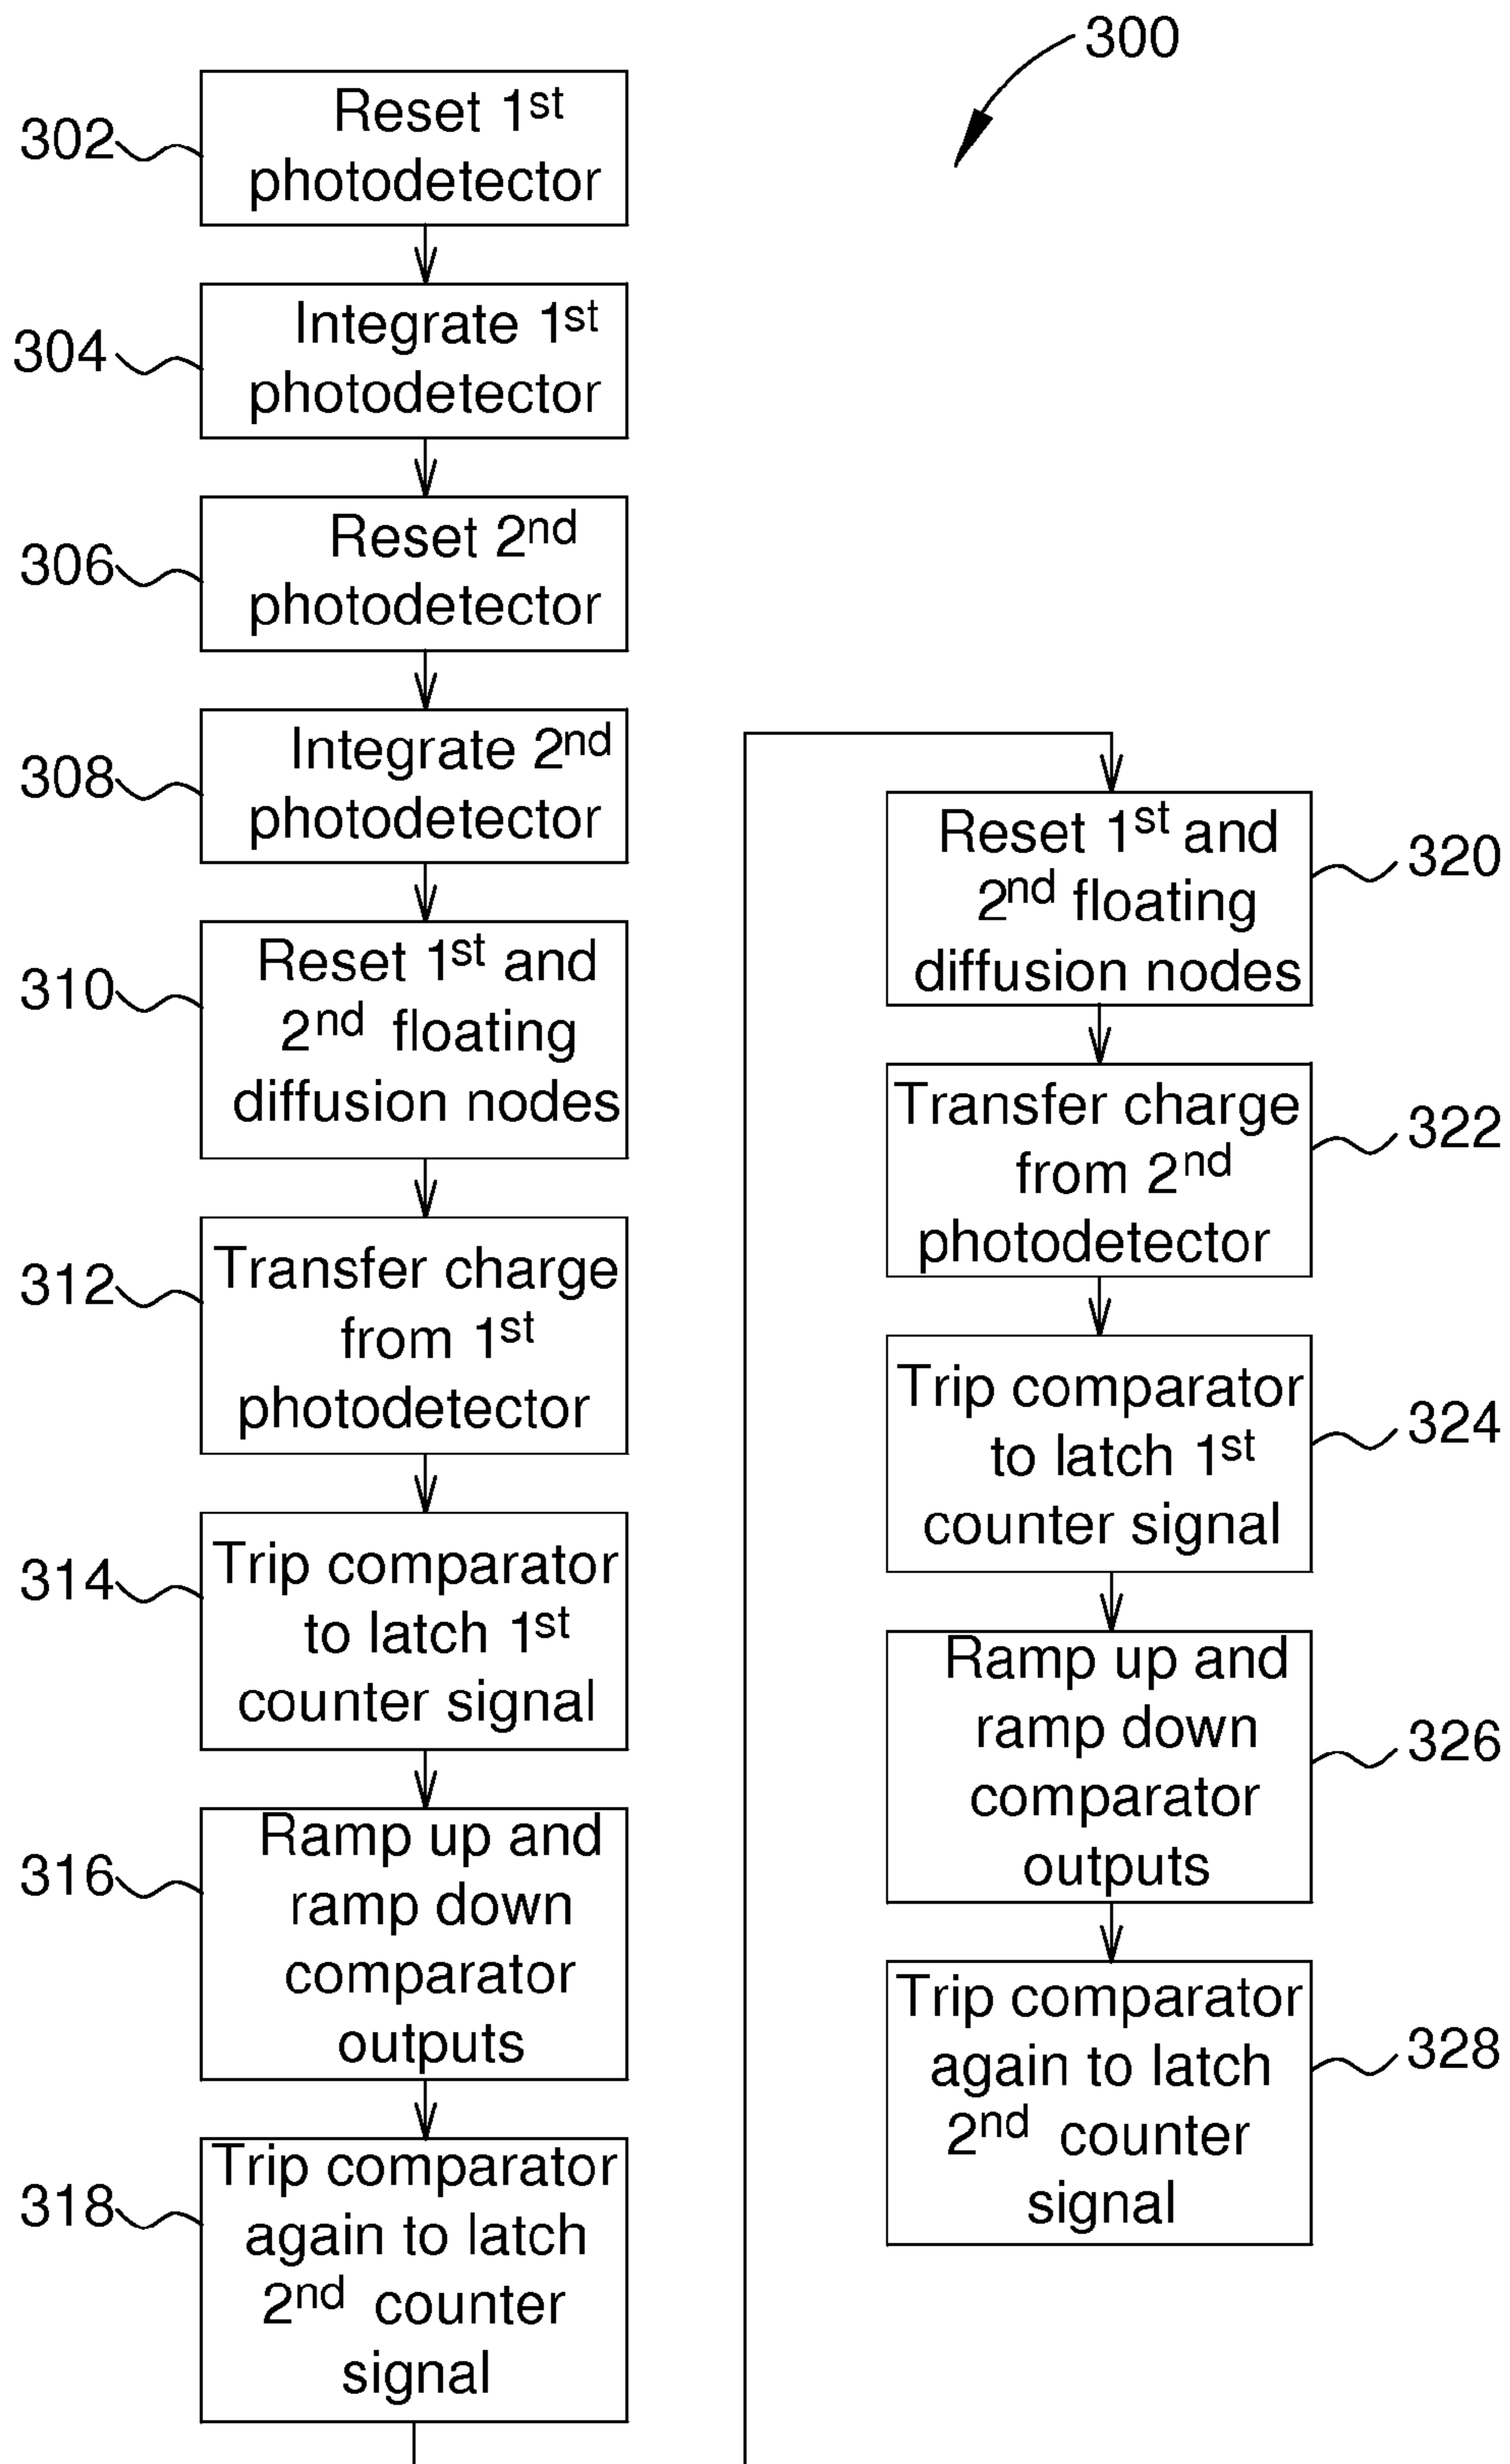 300
302
Reset 1st
photodetector
304
Integrate 1st
photodetector
306
Reset 2nd
photodetector
308
Integrate 2nd
photodetector
310
Reset 1st and
2nd floating
diffusion nodes
312
Transfer charge
from 1st
photodetector
314
Trip comparator
to latch 1st
counter signal
316
Ramp up and
ramp down
comparator
outputs
318
Trip comparator
again to latch
2nd counter
signal
320
Reset 1st and
2nd floating
diffusion nodes
322
Transfer charge
from 2nd
photodetector
324
Trip comparator
to latch 1st
counter signal
326
Ramp up and
ramp down
comparator
outputs
328
Trip comparator
again to latch
2nd counter
signal